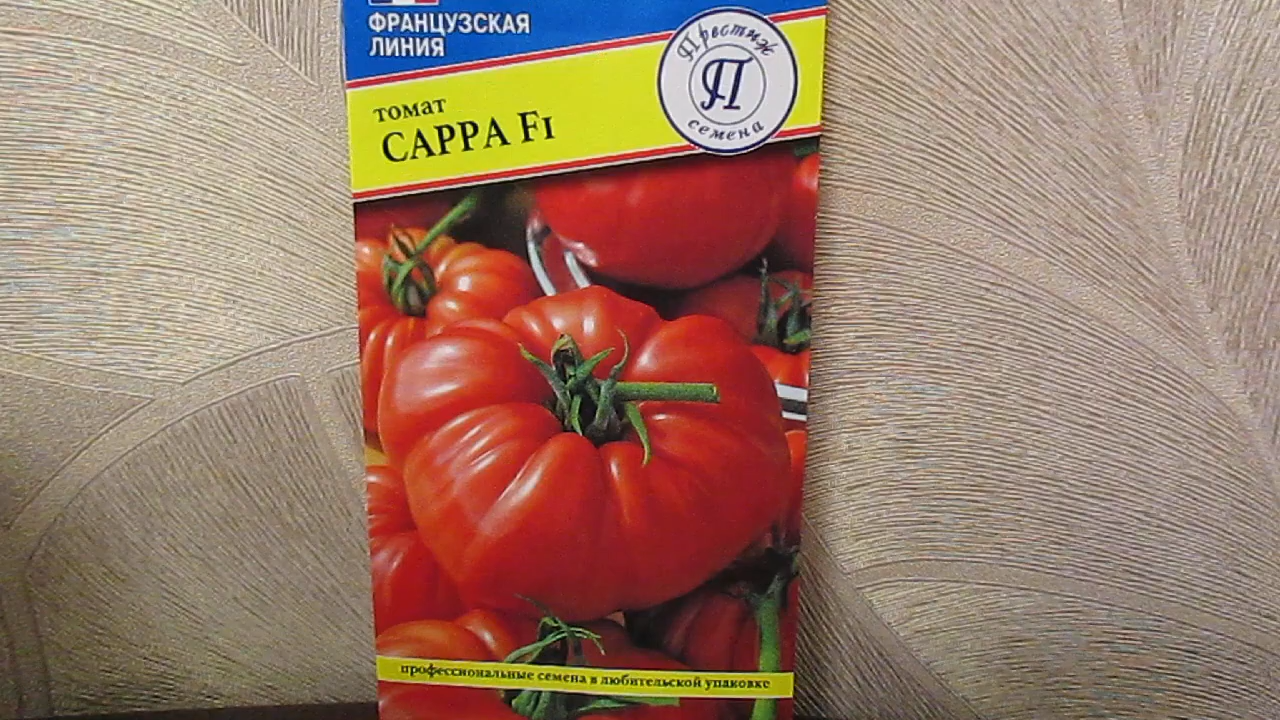 ФРАНЦУЗСКАЯ
ЛИНИЯ
томат
САРРА F1
Престиж
П
семена
профессиональные семена в любительской упаковке